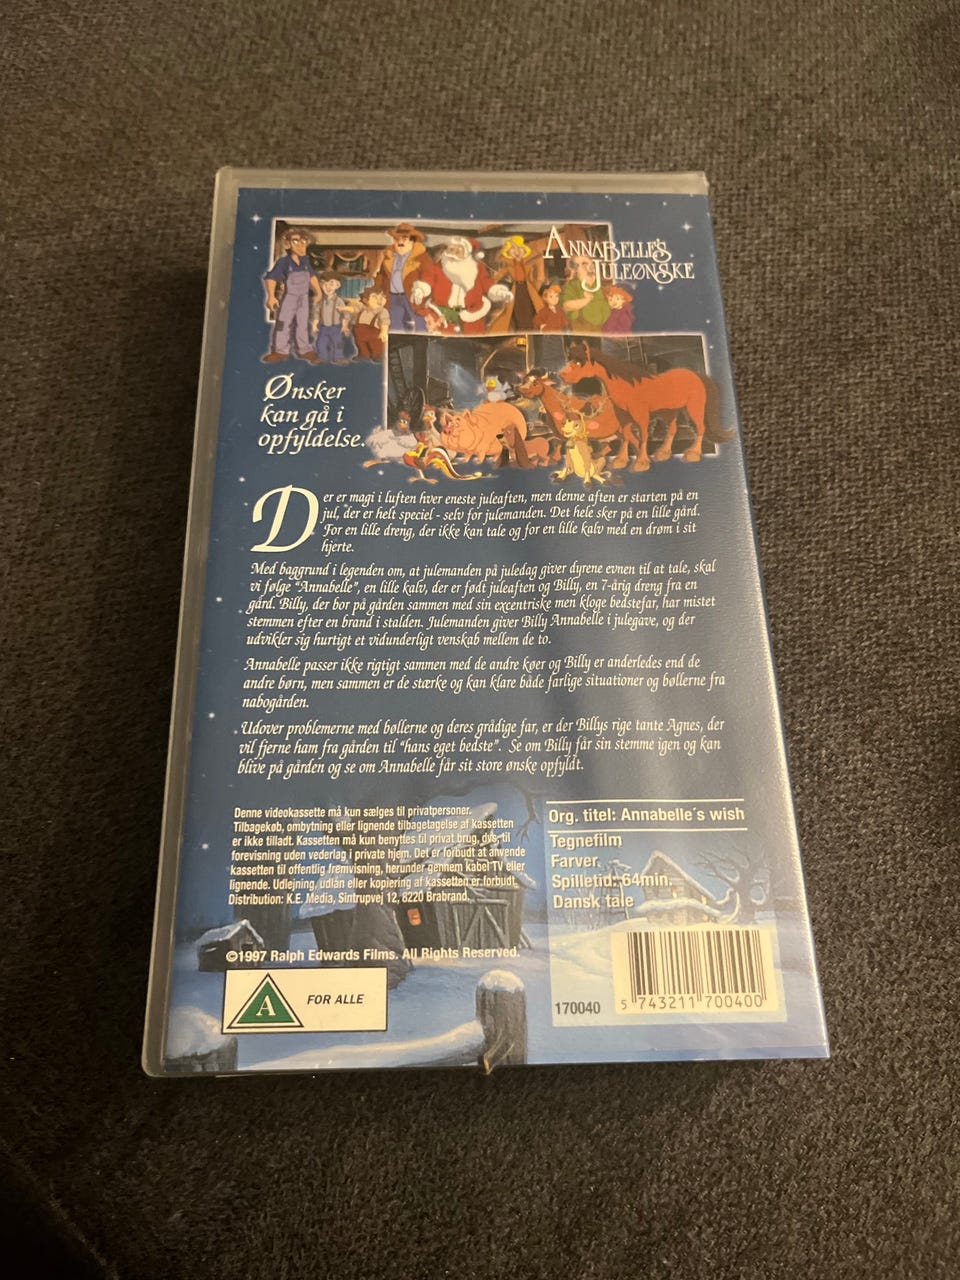 ANNABELLE'S
JULEØNSKE
Ønsker
kan gå i
opfyldelse.
Der er magi i luften hver eneste juleaften, men denne aften er starten på en
jul, der er helt speciel - selv for julemanden. Det hele sker på en lille gård.
For en lille dreng, der ikke kan tale og for en lille kalv med en drøm i sit
hjerte.
Med baggrund i legenden om, at julemanden på juledag giver dyrene evnen til at tale, skal
vi følge "Annabelle", en lille kalv, der er født juleaften og Billy, en 7-årig dreng fra en
gård. Billy, der bor på gården sammen med sin excentriske men kloge bedstefar, har mistet
stemmen efter en brand i stalden. Julemanden giver Billy Annabelle i julegave, og der
udvikler sig hurtigt et vidunderligt venskab mellem de to.
Annabelle passer ikke rigtigt sammen med de andre køer og Billy er anderledes end de
andre børn, men sammen er de stærke og kan klare både farlige situationer og bøllerne fra
nabogården.
Udover problemerne med bøllerne og deres grådige far, er der Billys rige tante Agnes, der
vil fjerne ham fra gården til "hans eget bedste". Se om Billy får sin stemme igen og kan
blive på gården og se om Annabelle får sit store ønske opfyldt.
Denne videokassette må kun sælges til privatpersoner.
Tilbagekøb, ombytning eller lignende tilbagetagelse af kassetten
er ikke tilladt. Kassetten må kun benyttes til privat brug, dvs. til
forevisning uden vederlag i private hjem. Det er forbudt at anvende
kassetten til offentlig fremvisning, herunder gennem kabel TV eller
lignende. Udlejning, udlån eller kopiering af kassetten er forbudt.
Distribution: K.E. Media, Sintrupvej 12, 8220 Brabrand.
Org. titel: Annabelle´s wish
Tegnefilm
Farver
Spilletid: 64min.
Dansk tale
©1997 Ralph Edwards Films. All Rights Reserved.
A FOR ALLE
170040
5 743211 700400